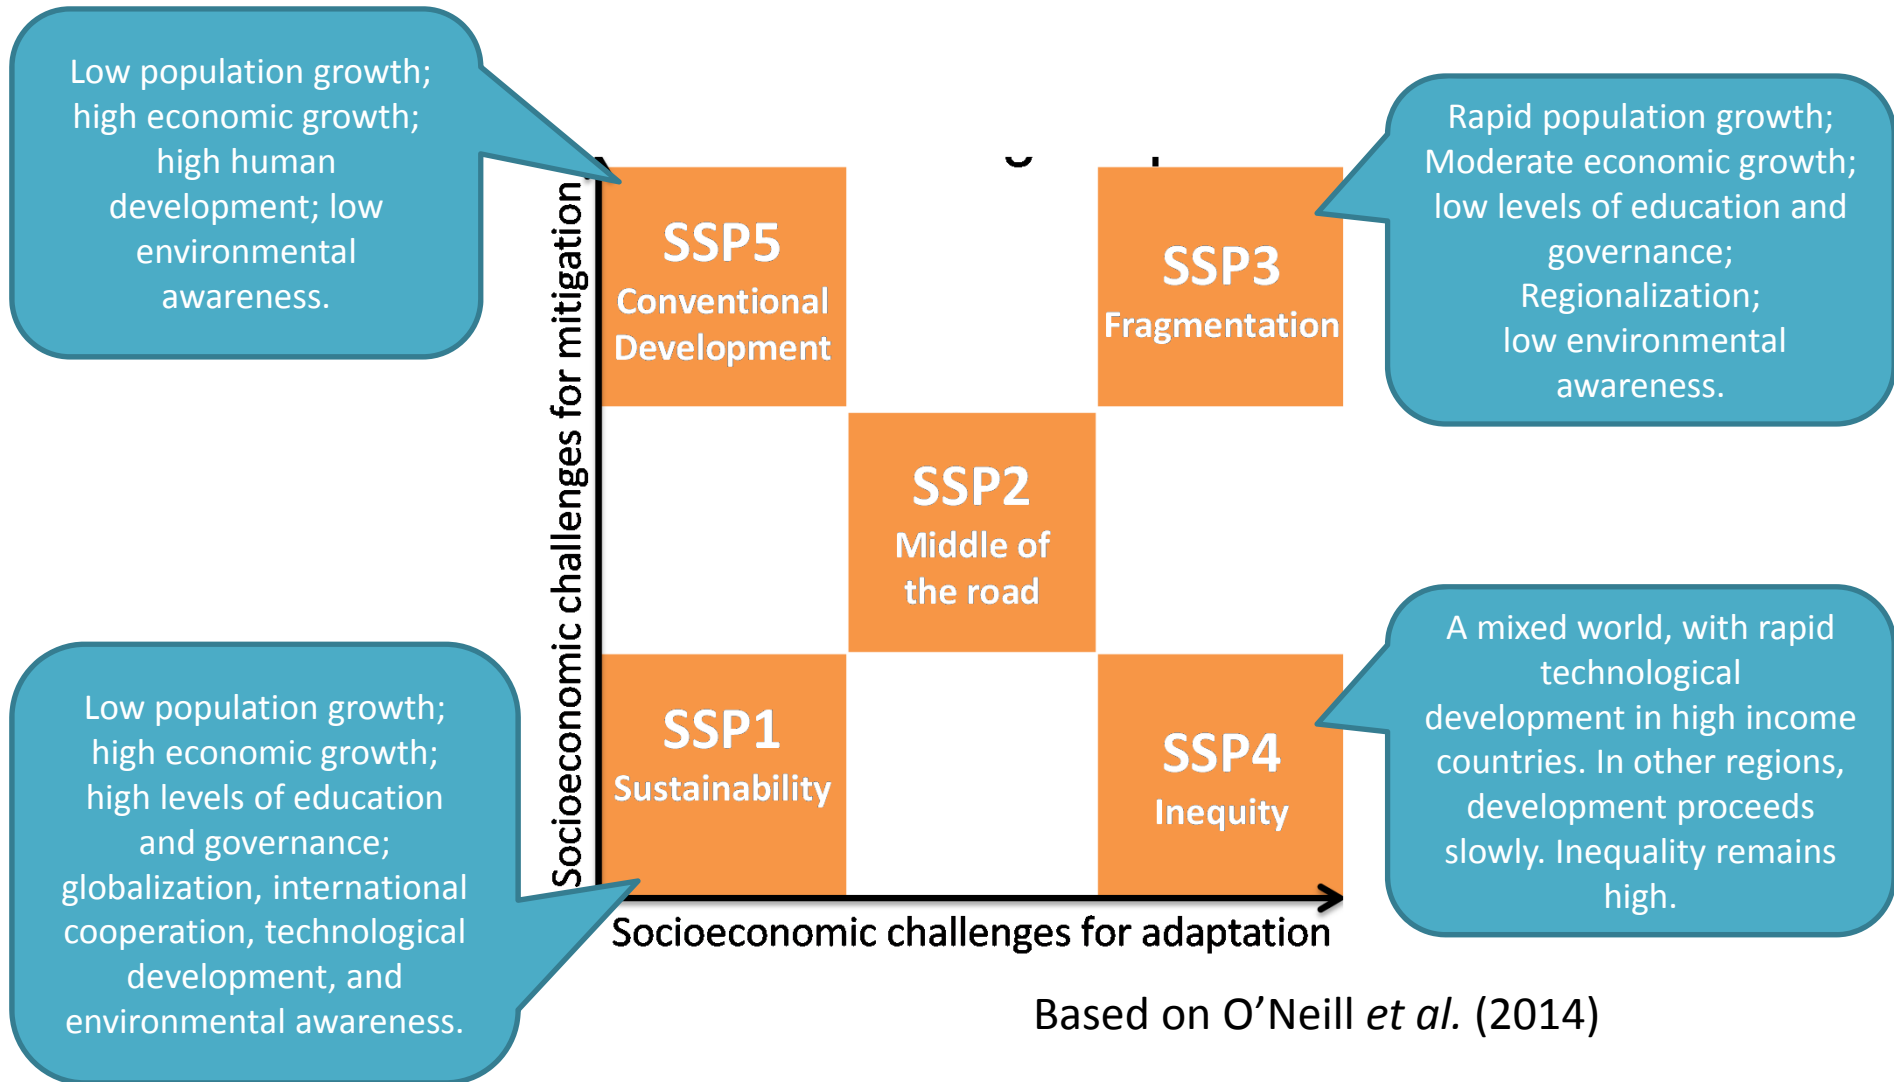 Low population growth;
high economic growth;
high human
development; low
environmental
awareness.
Rapid population growth;
Moderate economic growth;
low levels of education and
governance;
Regionalization;
low environmental
awareness.
Socioeconomic challenges for mitigation
SSP5
Conventional
Development
SSP3
Fragmentation
SSP2
Middle of
the road
SSP1
Sustainability
SSP4
Inequity
Low population growth;
high economic growth;
high levels of education
and governance;
globalization, international
cooperation, technological
development, and
environmental awareness.
A mixed world, with rapid
technological
development in high income
countries. In other regions,
development proceeds
slowly. Inequality remains
high.
Socioeconomic challenges for adaptation
Based on O’Neill et al. (2014)